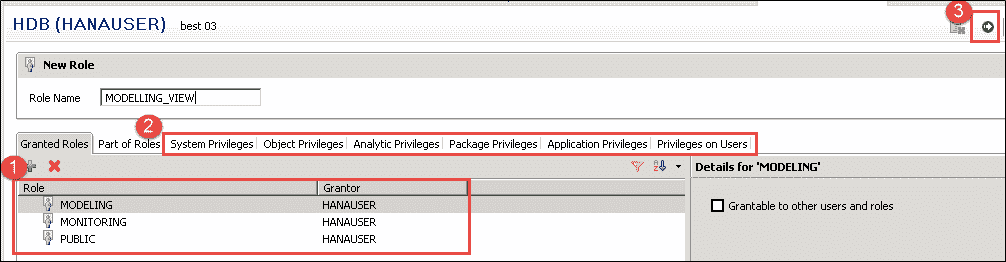 HDB (HANAUSER) best 03
3
New Role
Role Name MODELLING_VIEW
2
Granted Roles Part of Roles System Privileges Object Privileges Analytic Privileges Package Privileges Application Privileges Privileges on Users
1
Details for 'MODELING'
Role Grantor
MODELING HANAUSER
Grantable to other users and roles
MONITORING HANAUSER
PUBLIC HANAUSER